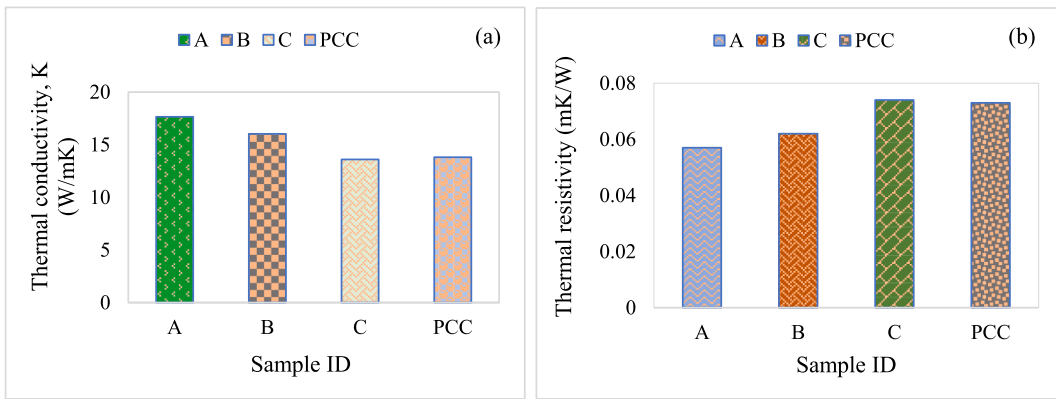 A B C PCC
(a)
Thermal conductivity, K
(W/mK)
20
15
10
5
0
A B C PCC
Sample ID
A B C PCC
(b)
Thermal resistivity (mK/W)
0.08
0.06
0.04
0.02
0
A B C PCC
Sample ID